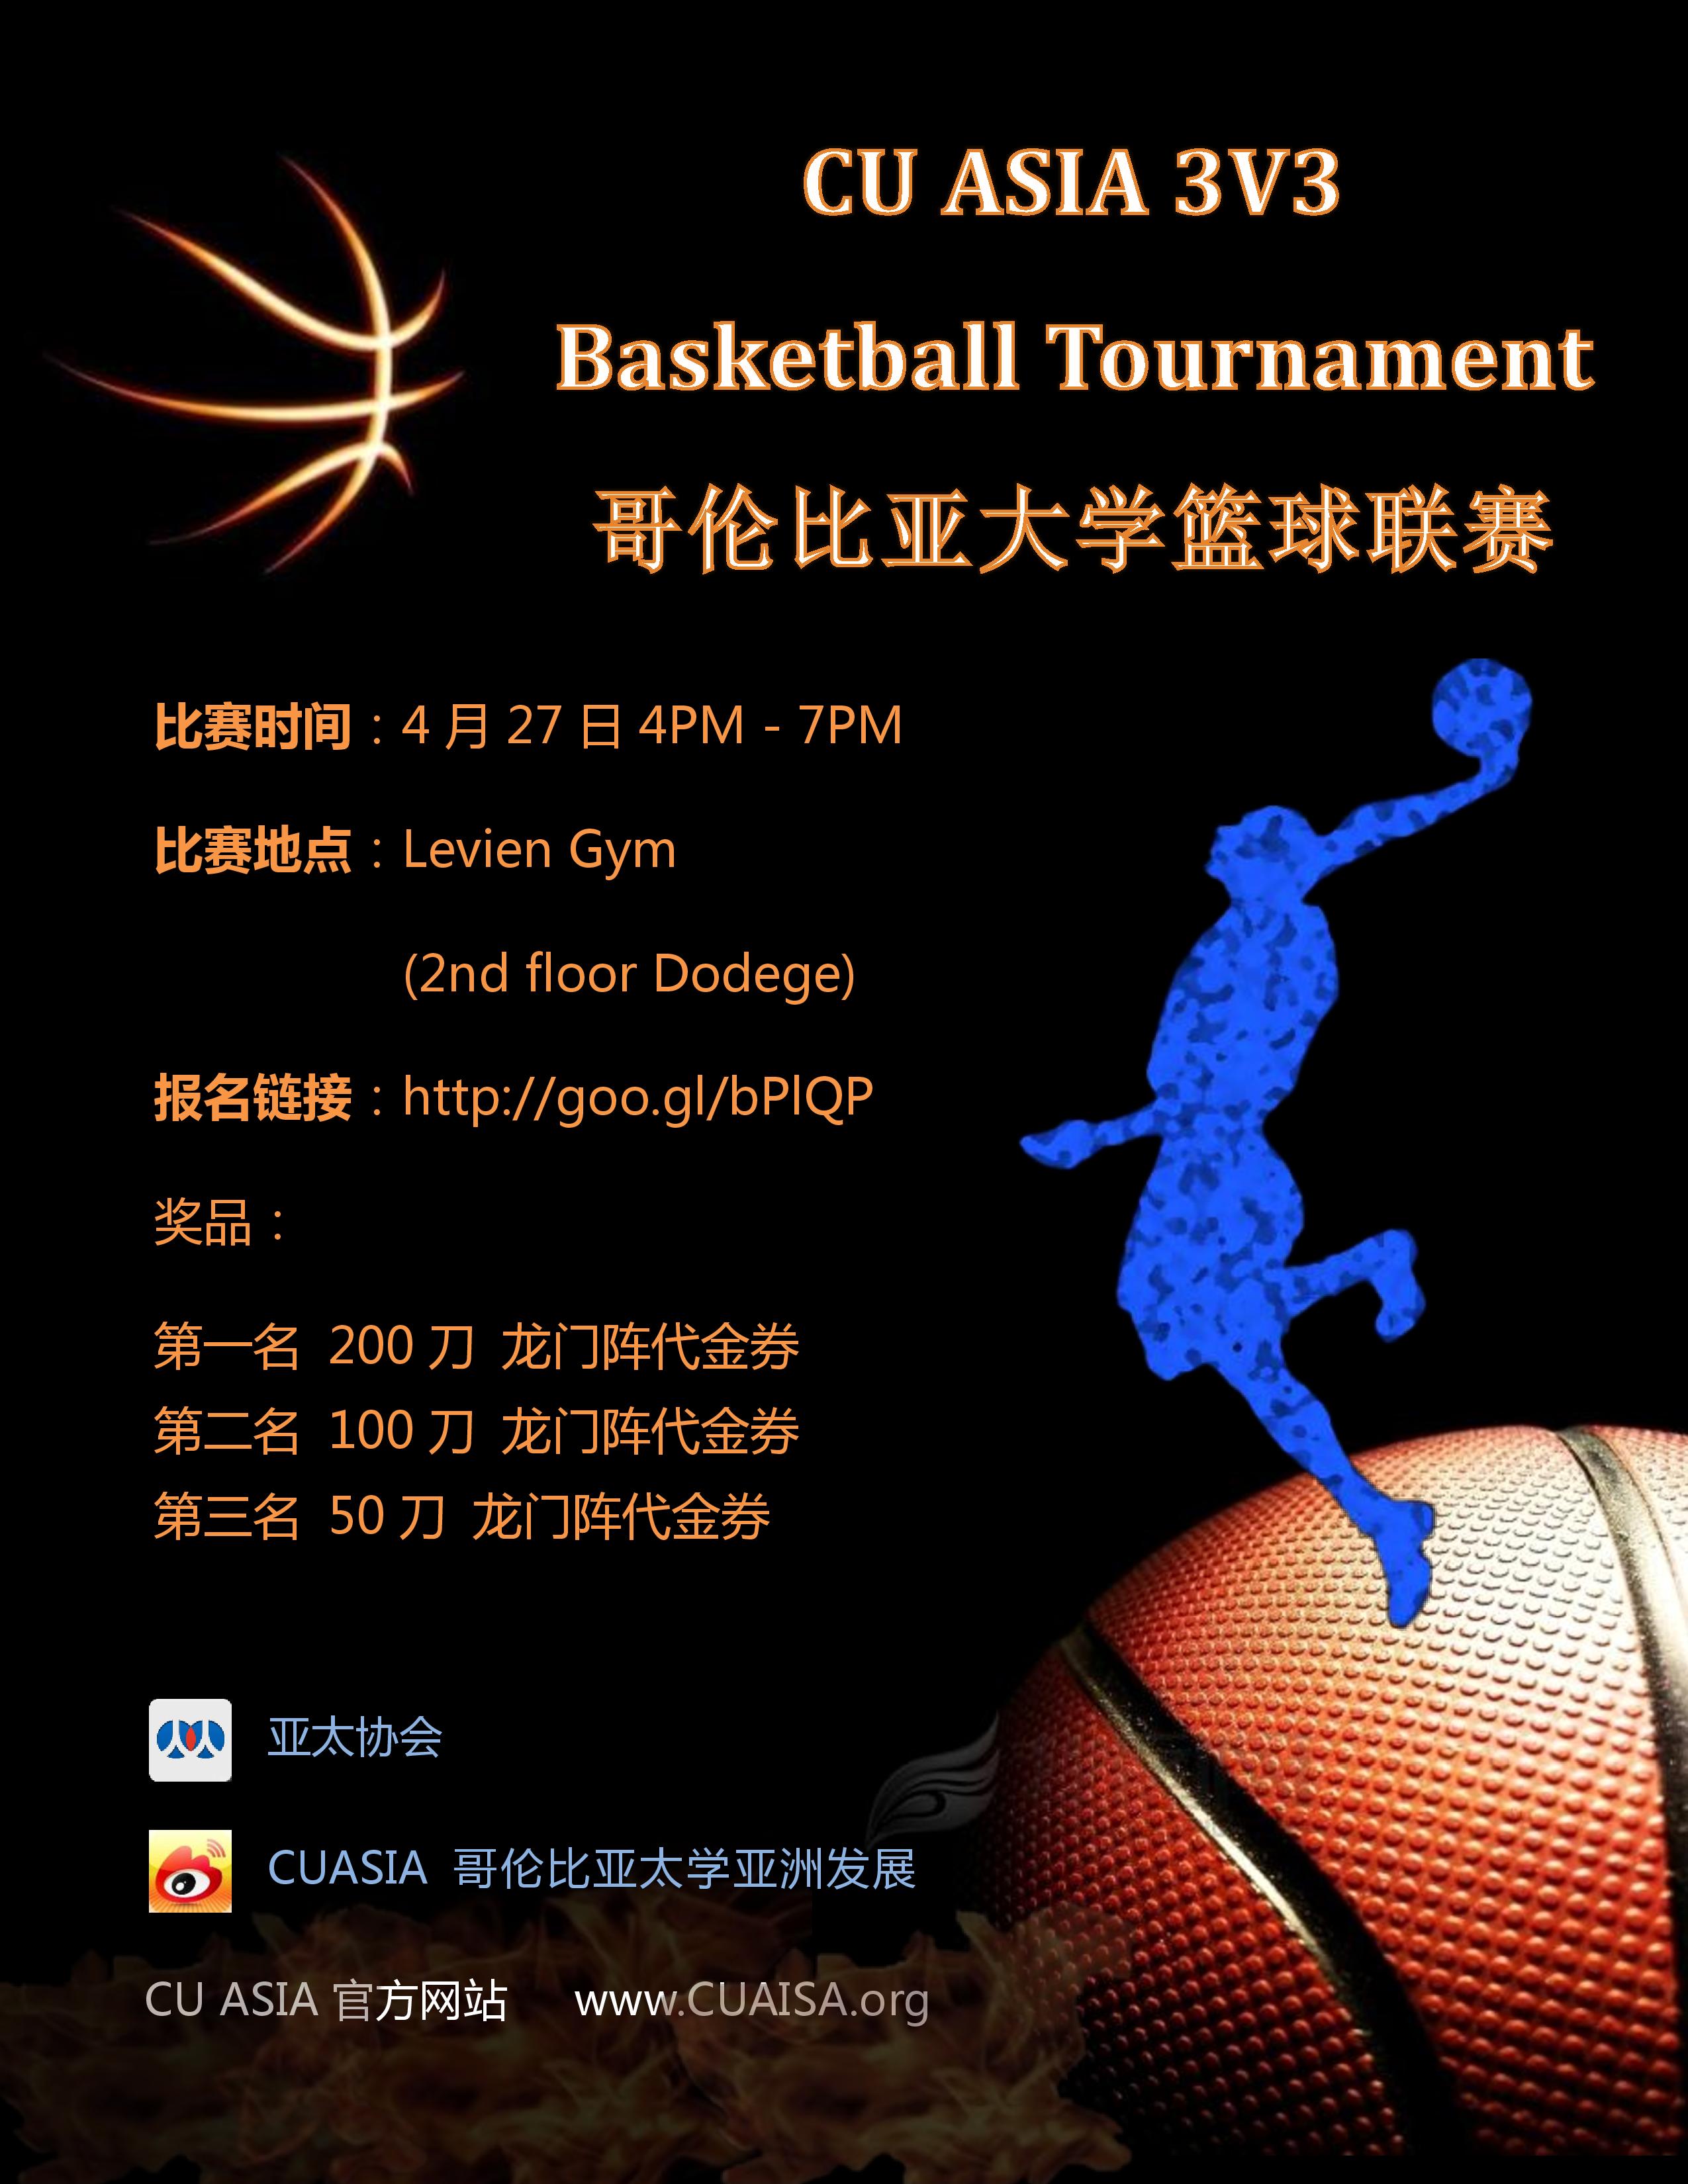 CU ASIA 3V3
Basketball Tournament
哥伦比亚大学篮球联赛
比赛时间：4 月 27 日 4PM - 7PM
比赛地点：Levien Gym
(2nd floor Dodege)
报名链接：http://goo.gl/bPlQP
奖品：
第一名 200 刀 龙门阵代金券
第二名 100 刀 龙门阵代金券
第三名 50 刀 龙门阵代金券
亚太协会
CUASIA 哥伦比亚太学亚洲发展
CU ASIA 官方网站 www.CUAISA.org